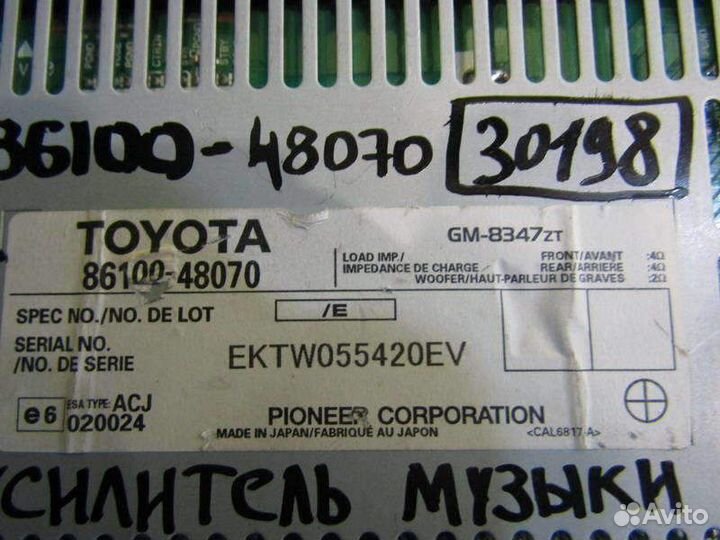 86100-48070 30198
TOYOTA GM-8347ZT
86100-48070
LOAD IMP./ FRONT/AVANT :4Ω
IMPEDANCE DE CHARGE REAR/ARRIÈRE :4Ω
WOOFER/HAUT-PARLEUR DE GRAVES :2Ω
SPEC NO./NO. DE LOT /E
SERIAL NO.
/NO. DE SERIE EKTW055420EV
e6 ESA TYPE: ACJ
020024
PIONEER CORPORATION
MADE IN JAPAN/FABRIQUÉ AU JAPON <CAL6817-A>
УСИЛИТЕЛЬ МУЗЫКИ
Avito